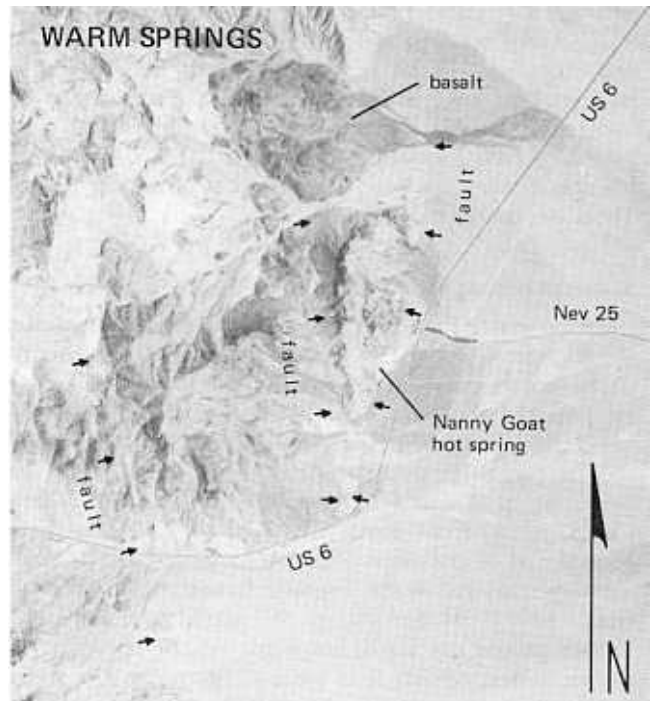 WARM SPRINGS
basalt
US 6
fault
Nev 25
fault
Nanny Goat
hot spring
fault
US 6
N